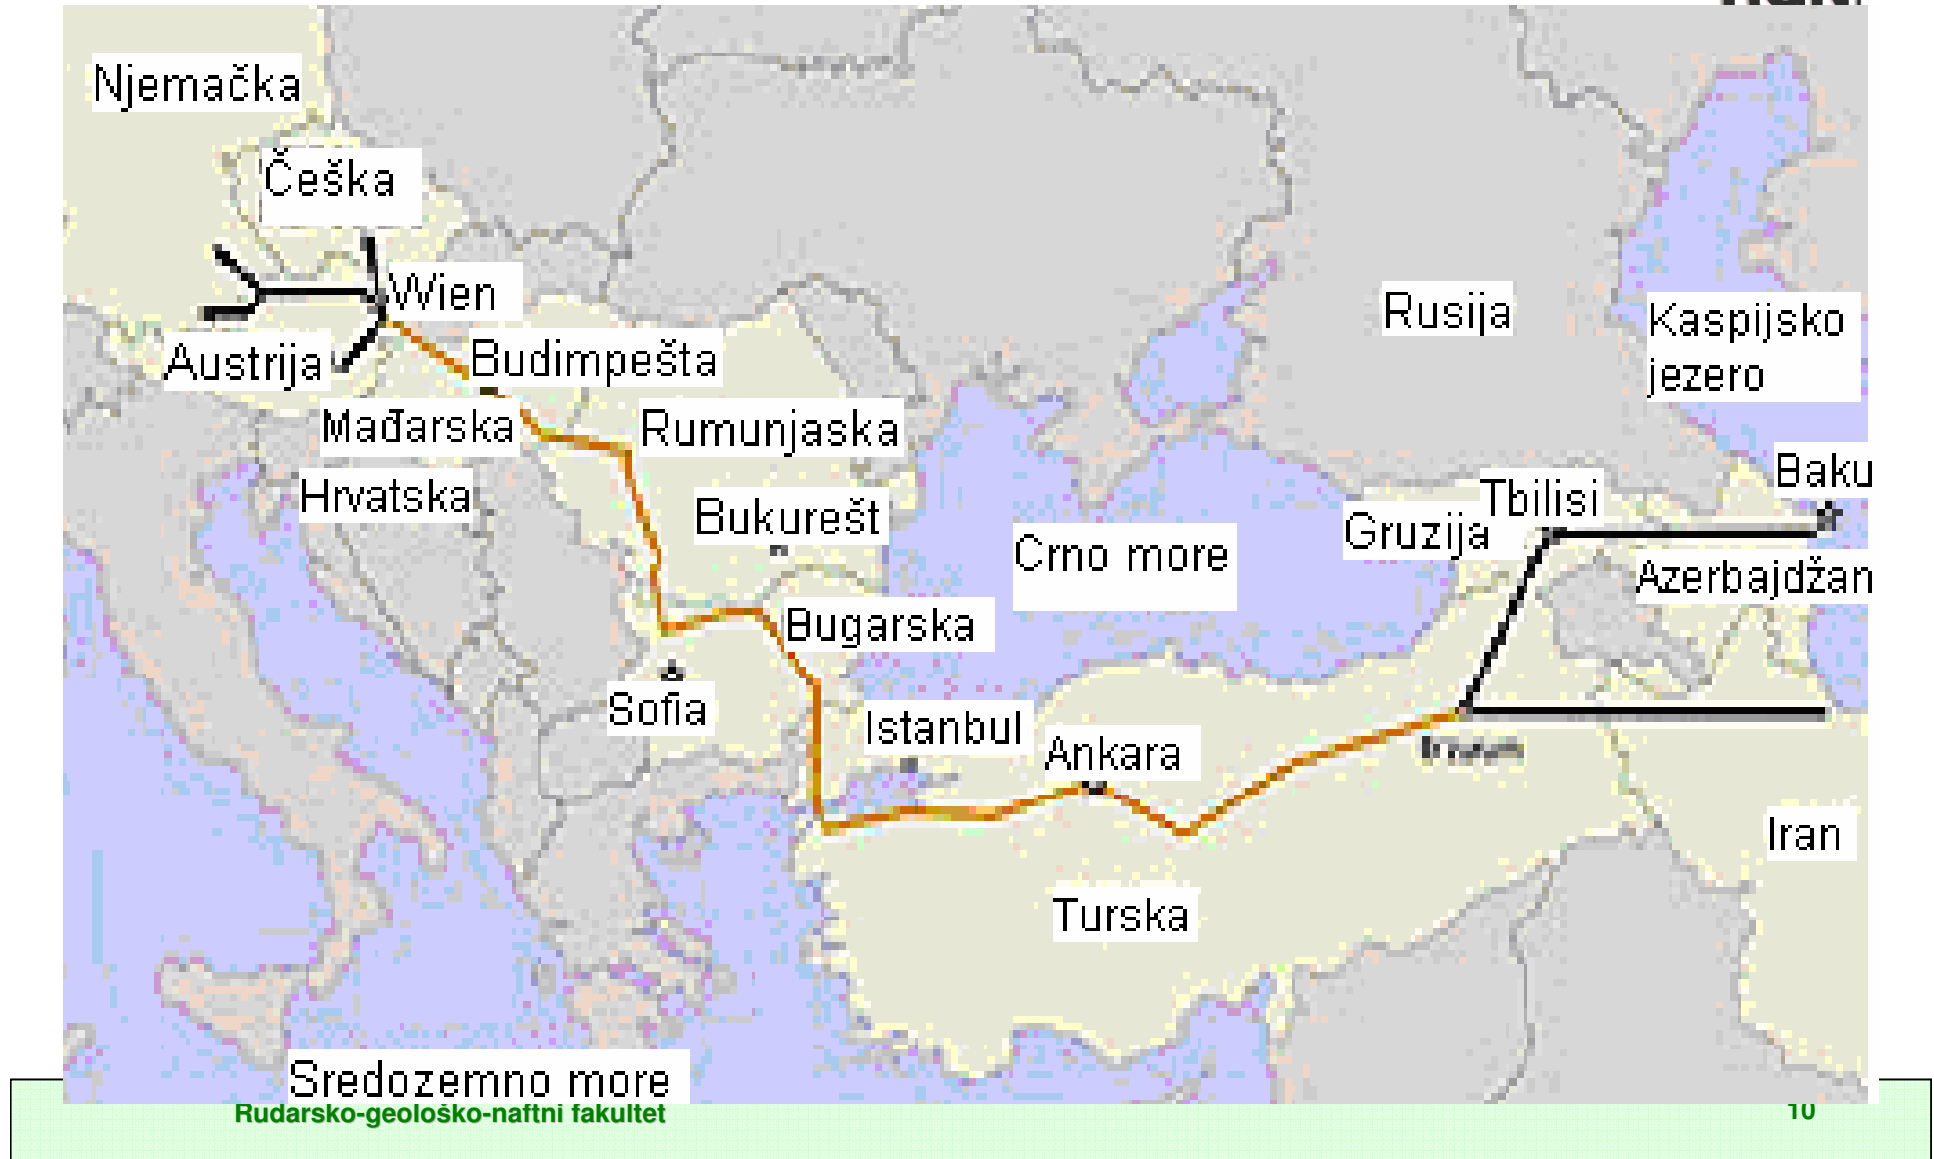 Njemačka
Češka
Wien
Austrija
Budimpešta
Mađarska
Rumunjaska
Hrvatska
Bukurešt
Rusija
Kaspijsko
jezero
Baku
Tbilisi
Gruzija
Crno more
Azerbajdžan
Bugarska
Sofia
Istanbul
Ankara
Iran
Turska
Sredozemno more
Rudarsko-geološko-naftni fakultet
10